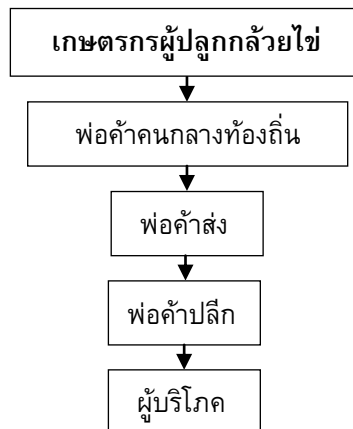 เกษตรกรผู้ปลูกกล้วยไข่
พ่อค้าคนกลางท้องถิ่น
พ่อค้าส่ง
พ่อค้าปลีก
ผู้บริโภค